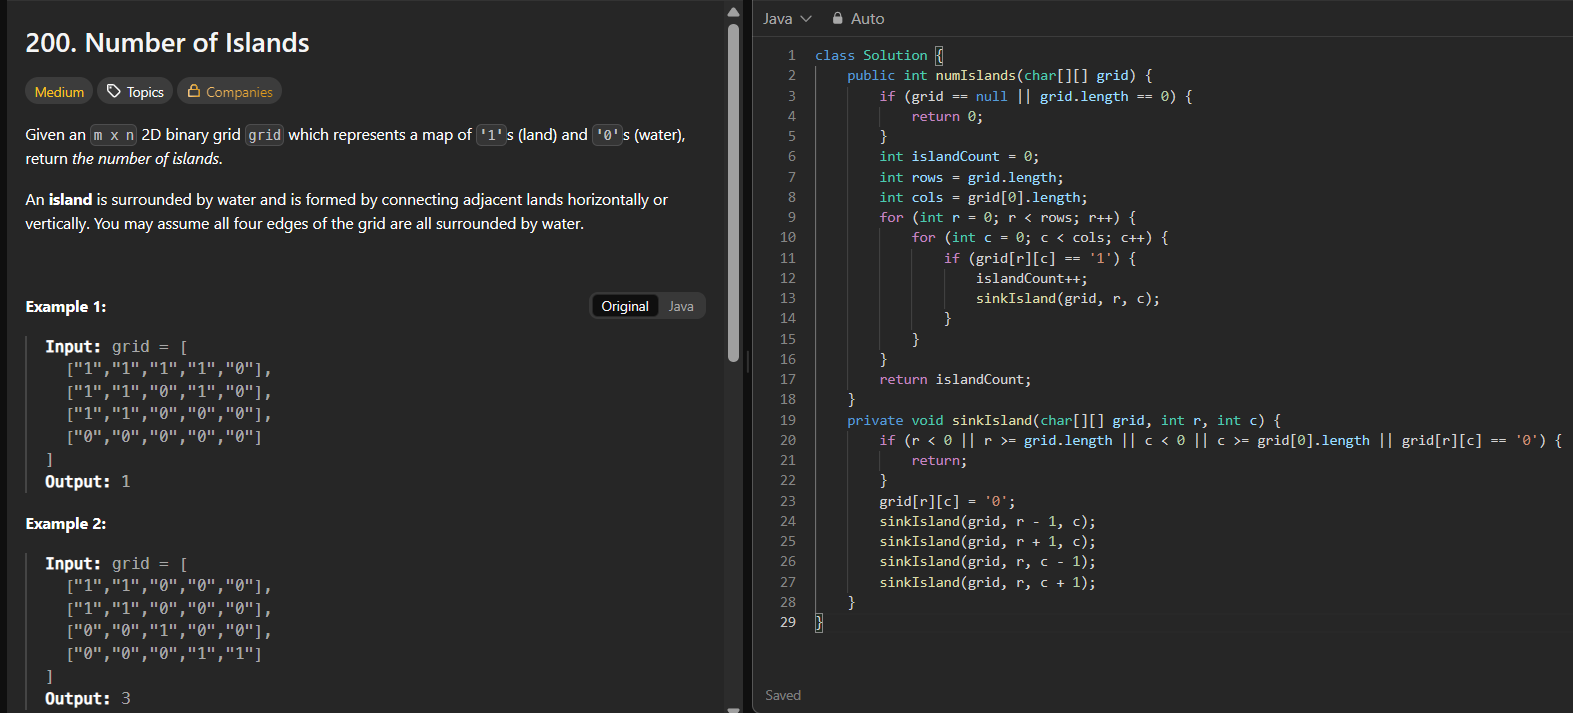 200. Number of Islands
Medium Topics Companies
Given an m x n 2D binary grid grid which represents a map of '1's (land) and '0's (water),
return the number of islands.
An island is surrounded by water and is formed by connecting adjacent lands horizontally or
vertically. You may assume all four edges of the grid are all surrounded by water.
Example 1:
Original Java
Input: grid = [
["1","1","1","1","0"],
["1","1","0","1","0"],
["1","1","0","0","0"],
["0","0","0","0","0"]
]
Output: 1
Example 2:
Input: grid = [
["1","1","0","0","0"],
["1","1","0","0","0"],
["0","0","1","0","0"],
["0","0","0","1","1"]
]
Output: 3
Java Auto
1 class Solution {
2 public int numIslands(char[][] grid) {
3 if (grid == null || grid.length == 0) {
4 return 0;
5 }
6 int islandCount = 0;
7 int rows = grid.length;
8 int cols = grid[0].length;
9 for (int r = 0; r < rows; r++) {
10 for (int c = 0; c < cols; c++) {
11 if (grid[r][c] == '1') {
12 islandCount++;
13 sinkIsland(grid, r, c);
14 }
15 }
16 }
17 return islandCount;
18 }
19 private void sinkIsland(char[][] grid, int r, int c) {
20 if (r < 0 || r >= grid.length || c < 0 || c >= grid[0].length || grid[r][c] == '0') {
21 return;
22 }
23 grid[r][c] = '0';
24 sinkIsland(grid, r - 1, c);
25 sinkIsland(grid, r + 1, c);
26 sinkIsland(grid, r, c - 1);
27 sinkIsland(grid, r, c + 1);
28 }
29 }
Saved